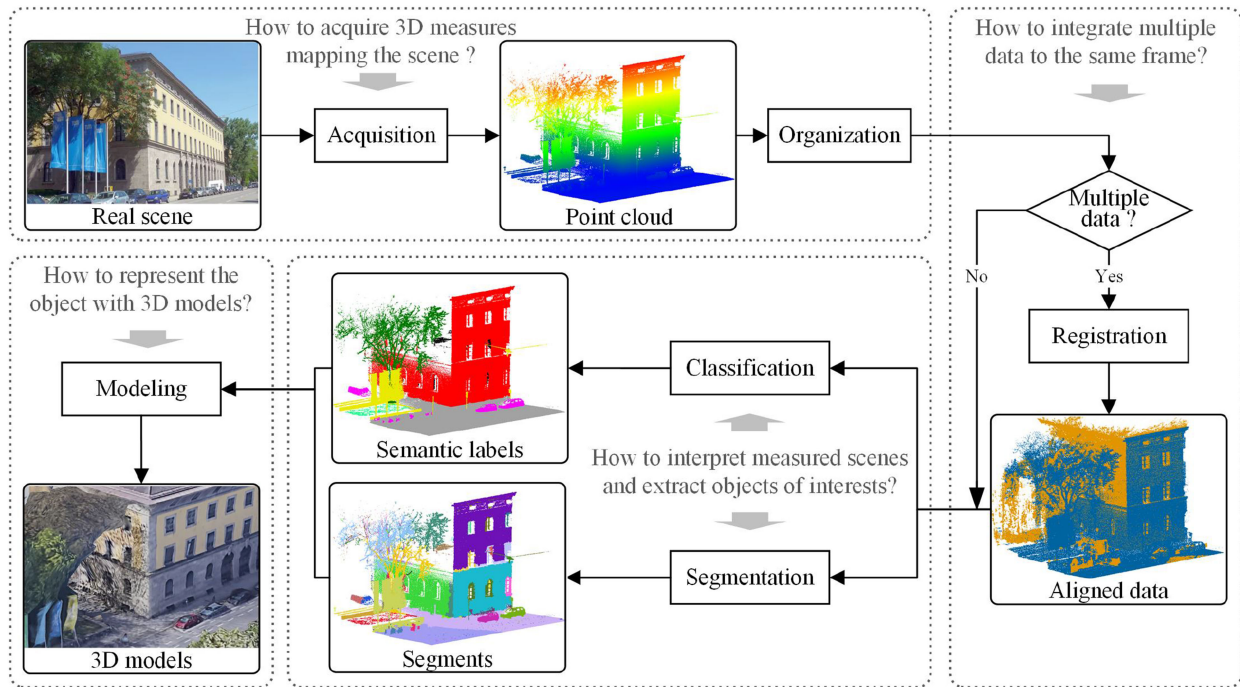 How to acquire 3D measures
mapping the scene ?
Real scene
Acquisition
Point cloud
Organization
How to integrate multiple
data to the same frame?
Multiple
data ?
No
Yes
Registration
Aligned data
How to interpret measured scenes
and extract objects of interests?
Classification
Segmentation
Semantic labels
Segments
How to represent the
object with 3D models?
Modeling
3D models